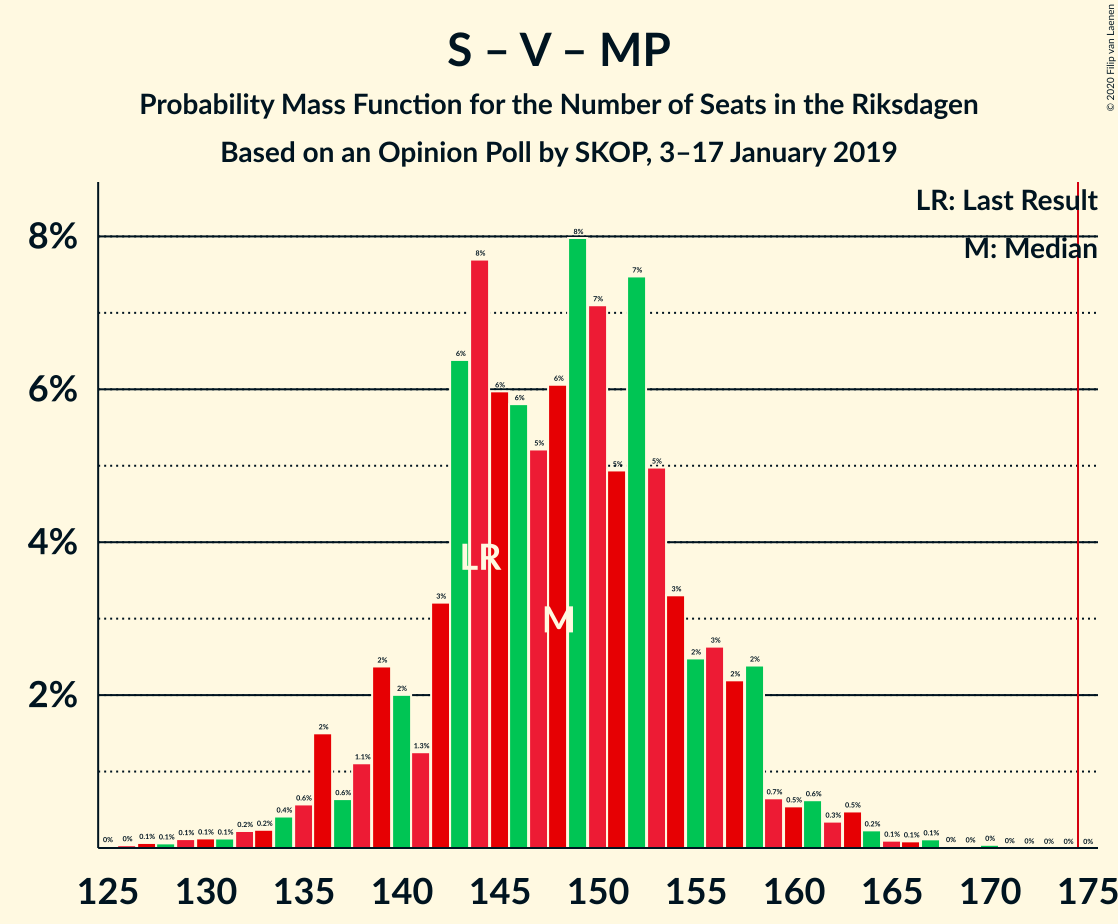 S – V – MP
Probability Mass Function for the Number of Seats in the Riksdagen
Based on an Opinion Poll by SKOP, 3–17 January 2019
© 2020 Filip van Laenen
LR: Last Result
M: Median
8%
6%
4%
2%
0% 0% 0.1% 0.1% 0.1% 0.1% 0.1% 0.2% 0.2% 0.4% 0.6% 2% 0.6% 1.1% 2% 2% 1.3% 3% 6% 8% 6% 6% 5% 6% 8% 7% 5% 7% 5% 3% 2% 3% 2% 2% 0.7% 0.5% 0.6% 0.3% 0.5% 0.2% 0.1% 0.1% 0.1% 0% 0% 0% 0% 0% 0% 0% 0%
LR
M
125 130 135 140 145 150 155 160 165 170 175